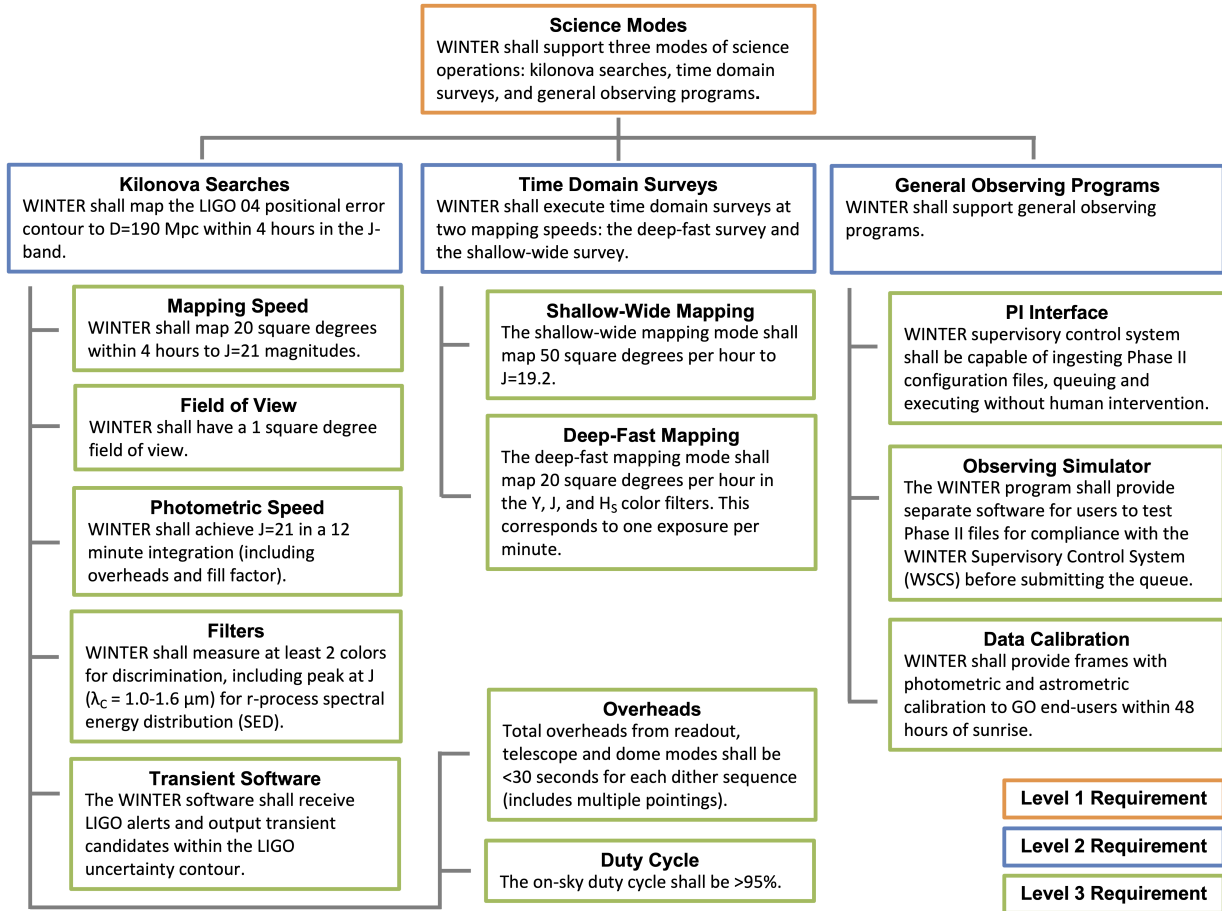 Science Modes
WINTER shall support three modes of science
operations: kilonova searches, time domain
surveys, and general observing programs.
Kilonova Searches
WINTER shall map the LIGO 04 positional error
contour to D=190 Mpc within 4 hours in the J-
band.
Time Domain Surveys
WINTER shall execute time domain surveys at
two mapping speeds: the deep-fast survey and
the shallow-wide survey.
General Observing Programs
WINTER shall support general observing
programs.
Mapping Speed
WINTER shall map 20 square degrees
within 4 hours to J=21 magnitudes.
Field of View
WINTER shall have a 1 square degree
field of view.
Photometric Speed
WINTER shall achieve J=21 in a 12
minute integration (including
overheads and fill factor).
Filters
WINTER shall measure at least 2 colors
for discrimination, including peak at J
(λC = 1.0-1.6 μm) for r-process spectral
energy distribution (SED).
Transient Software
The WINTER software shall receive
LIGO alerts and output transient
candidates within the LIGO
uncertainty contour.
Shallow-Wide Mapping
The shallow-wide mapping mode shall
map 50 square degrees per hour to
J=19.2.
Deep-Fast Mapping
The deep-fast mapping mode shall
map 20 square degrees per hour in
the Y, J, and HS color filters. This
corresponds to one exposure per
minute.
Overheads
Total overheads from readout,
telescope and dome modes shall be
<30 seconds for each dither sequence
(includes multiple pointings).
Duty Cycle
The on-sky duty cycle shall be >95%.
PI Interface
WINTER supervisory control system
shall be capable of ingesting Phase II
configuration files, queuing and
executing without human intervention.
Observing Simulator
The WINTER program shall provide
separate software for users to test
Phase II files for compliance with the
WINTER Supervisory Control System
(WSCS) before submitting the queue.
Data Calibration
WINTER shall provide frames with
photometric and astrometric
calibration to GO end-users within 48
hours of sunrise.
Level 1 Requirement
Level 2 Requirement
Level 3 Requirement